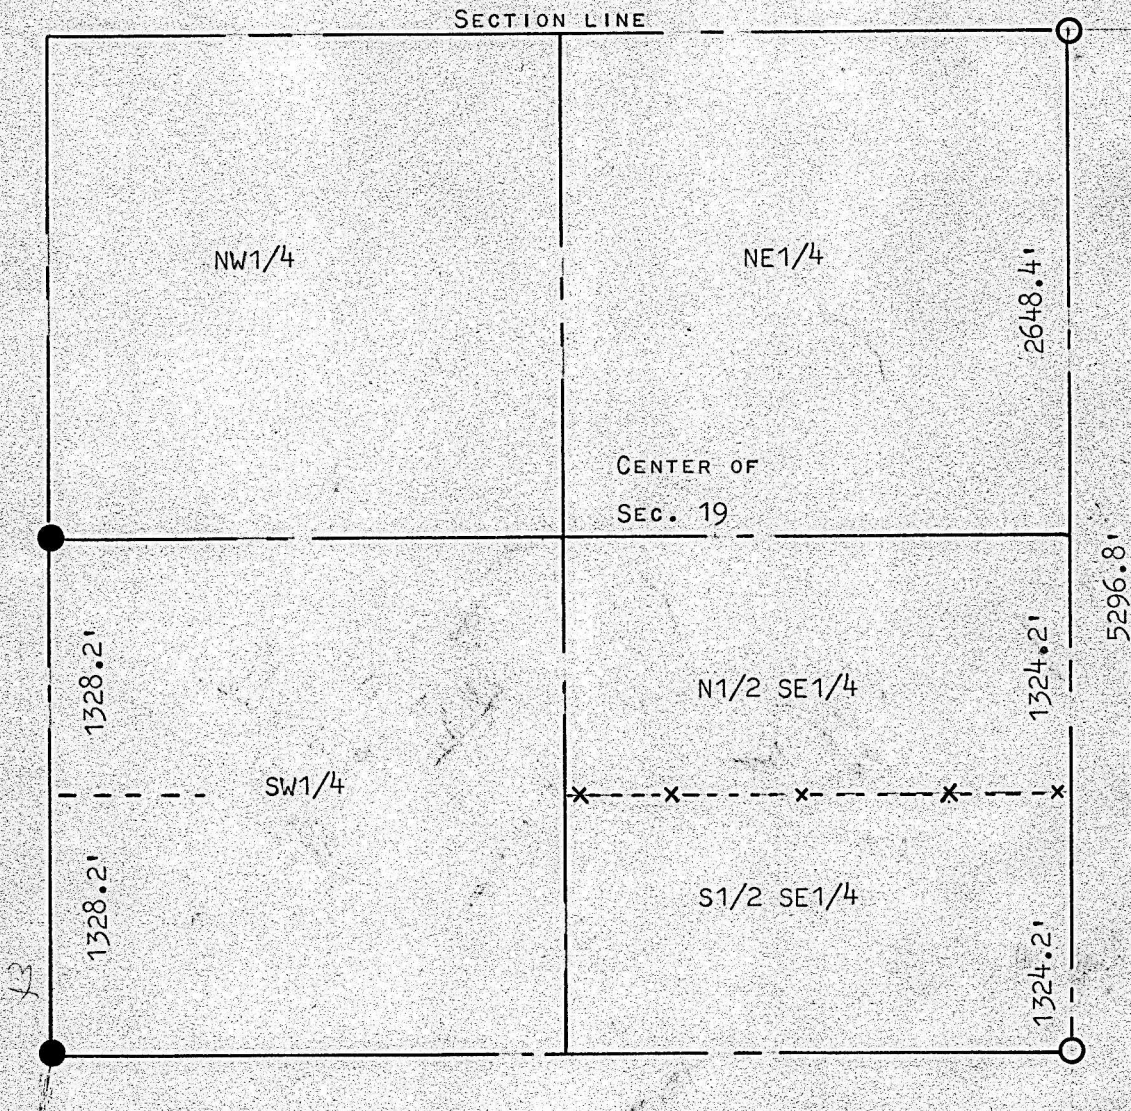 SECTION LINE
NW1/4
NE1/4
2648.4'
CENTER OF
SEC. 19
5296.8'
1328.2'
1324.2'
N1/2 SE1/4
SW1/4
S1/2 SE1/4
1328.2'
1324.2'